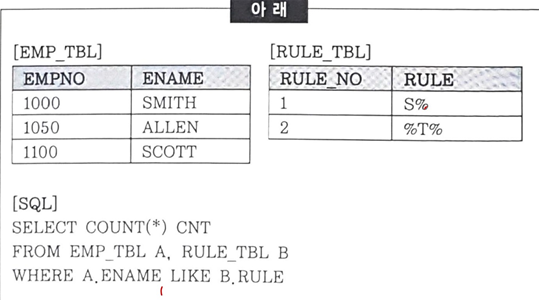 아 래
[EMP_TBL] [RULE_TBL]
EMPNO ENAME RULE_NO RULE
1000 SMITH 1 S%
1050 ALLEN 2 %T%
1100 SCOTT
[SQL]
SELECT COUNT(*) CNT
FROM EMP_TBL A, RULE_TBL B
WHERE A.ENAME LIKE B.RULE